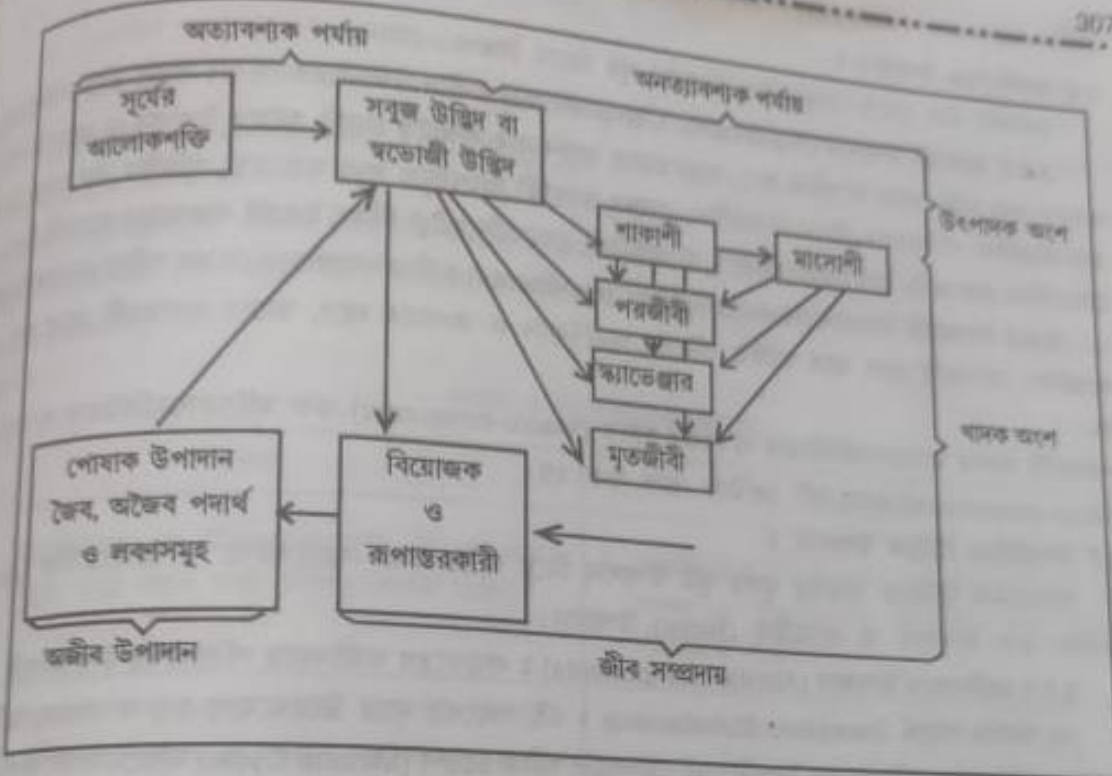 307
অত্যাবশ্যক পর্যায়
অনত্যাবশ্যক পর্যায়
সূর্যের
আলোকশক্তি
সবুজ উদ্ভিদ বা
স্বভোজী উদ্ভিদ
উৎপাদক অংশ
শাকাশী
মাংসাশী
পরজীবী
স্ক্যাভেঞ্জার
মৃতজীবী
খাদক অংশ
পোষাক উপাদান
জৈব, অজৈব পদার্থ
ও লবণসমূহ
বিয়োজক
ও
রূপান্তরকারী
অজীব উপাদান
জীব সম্প্রদায়